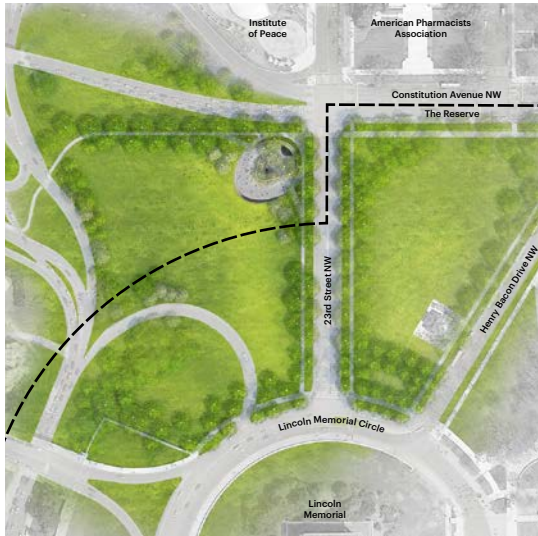 Institute
of Peace
American Pharmacists
Association
Constitution Avenue NW
The Reserve
23rd Street NW
Henry Bacon Drive NW
Lincoln Memorial Circle
Lincoln
Memorial